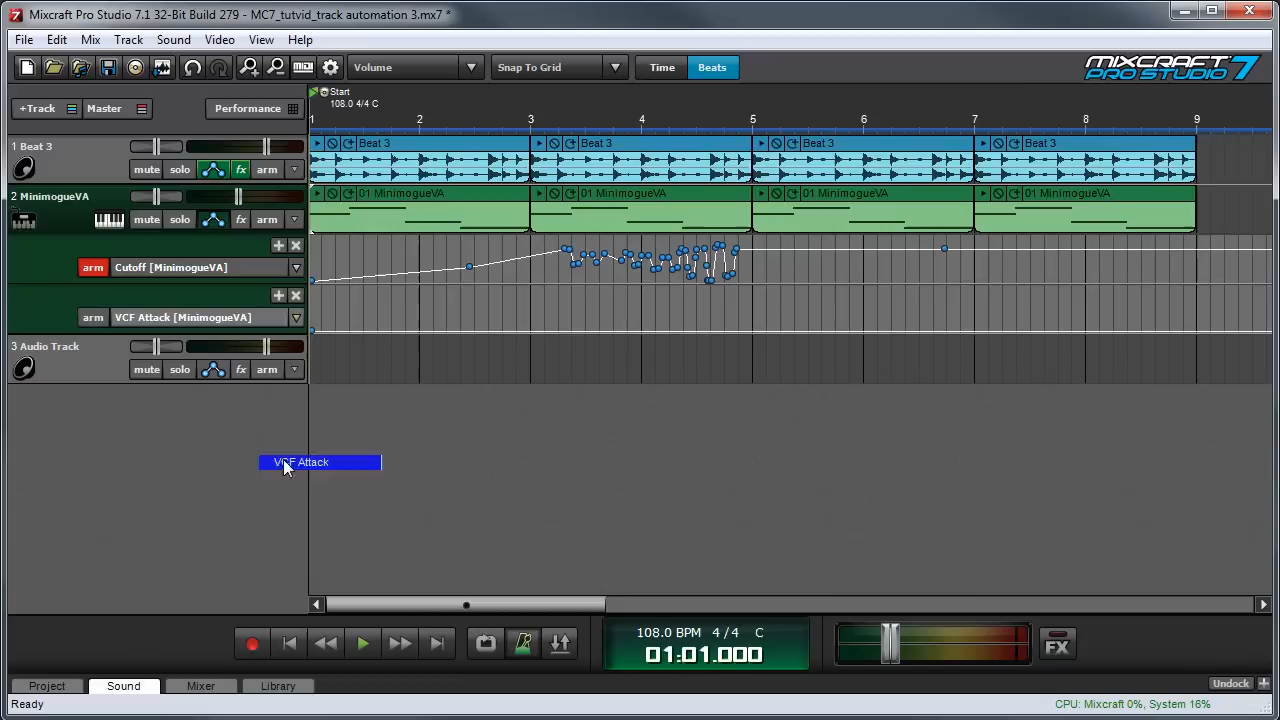 Mixcraft Pro Studio 7.1 32-Bit Build 279 - MC7_tutvid_track automation 3.mx7 *
File Edit Mix Track Sound Video View Help
Volume Snap To Grid Time Beats MIXCRAFT PRO STUDIO 7
+Track Master Performance
Start
108.0 4/4 C
1 2 3 4 5 6 7 8 9
1 Beat 3 Beat 3 Beat 3 Beat 3 Beat 3
mute solo fx arm
2 MinimogueVA 01 MinimogueVA 01 MinimogueVA 01 MinimogueVA 01 MinimogueVA
mute solo fx arm
arm Cutoff [MinimogueVA]
arm VCF Attack [MinimogueVA]
3 Audio Track
mute solo fx arm
VCF Attack
108.0 BPM 4 / 4 C
01:01.000
FX
Project Sound Mixer Library Undock
Ready CPU: Mixcraft 0%, System 16%